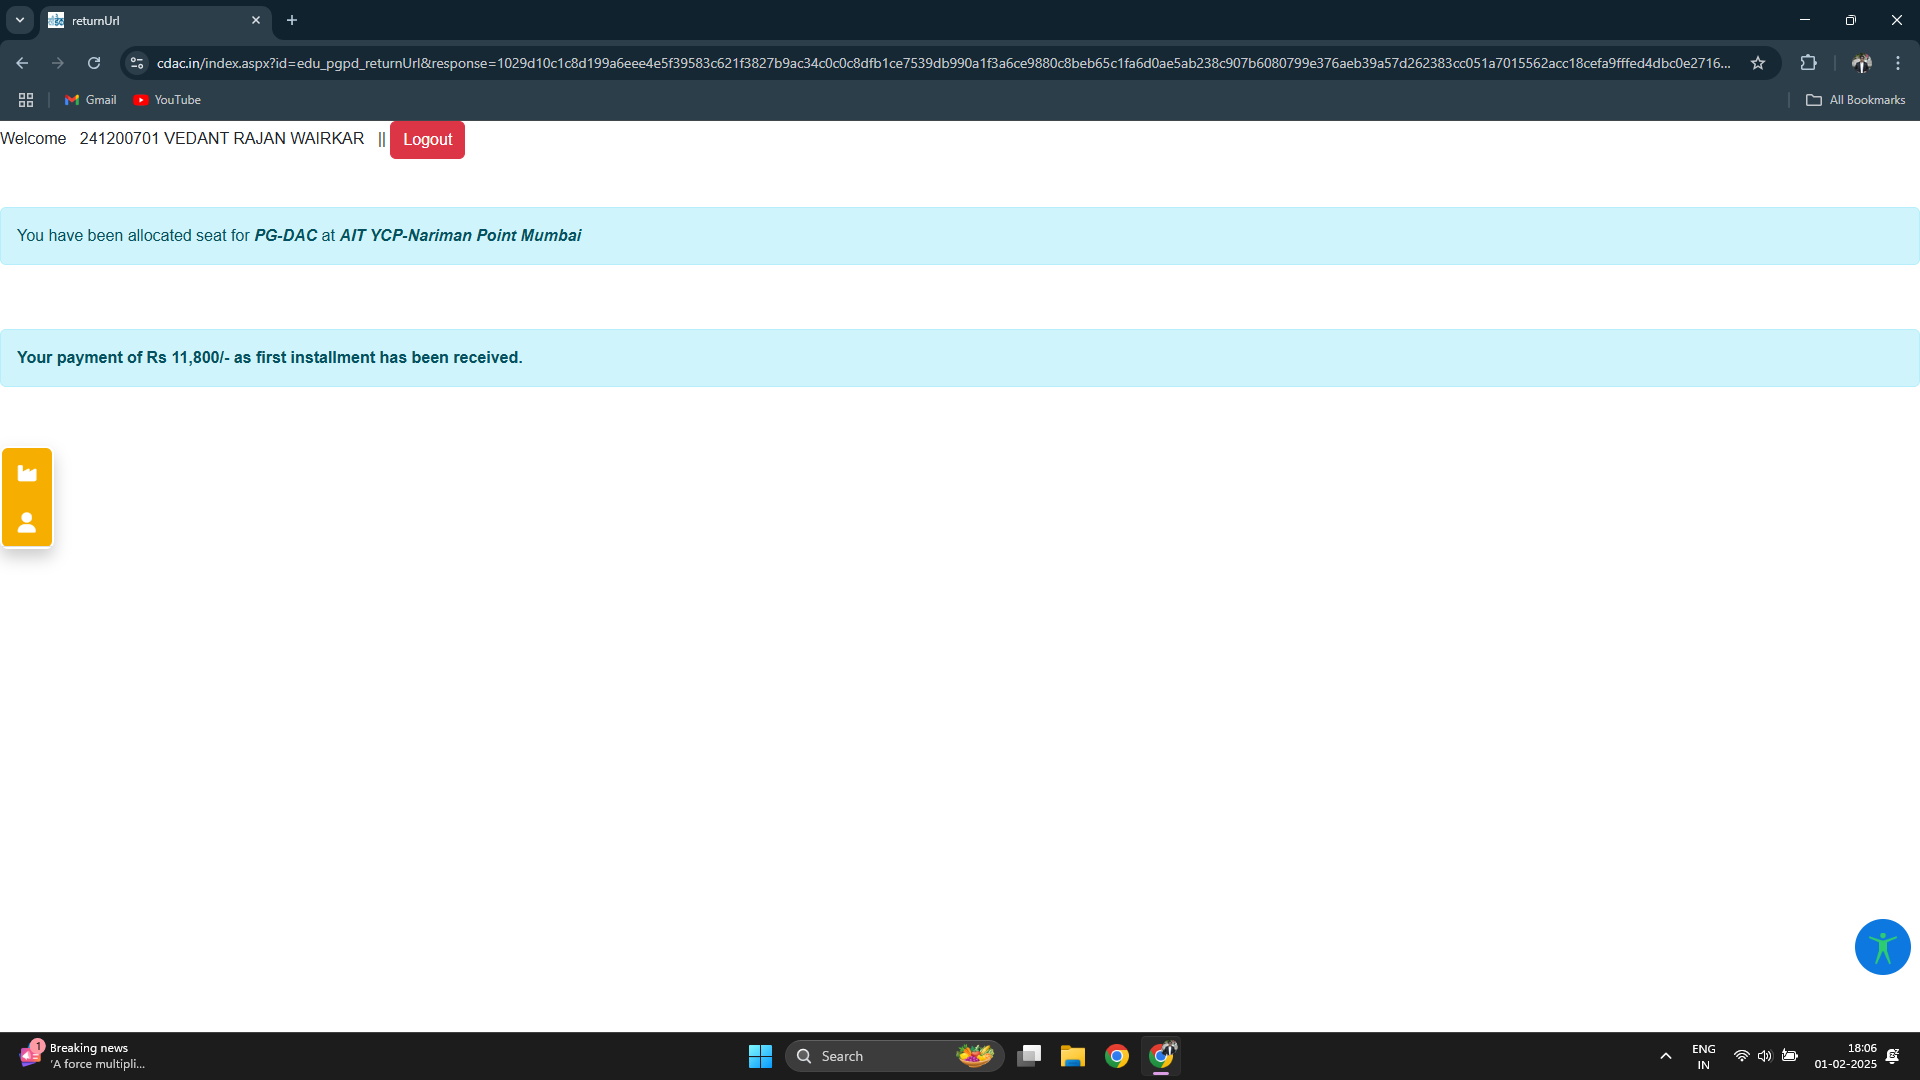 returnUrl
cdac.in/index.aspx?id=edu_pgpd_returnUrl&response=1029d10c1c8d199a6eee4e5f39583c621f3827b9ac34c0c0c8dfb1ce7539db990a1f3a6ce9880c8beb65c1fa6d0ae5ab238c907b6080799e376aeb39a57d262383cc051a7015562acc18cefa9fffed4dbc0e2716...
Gmail
YouTube
All Bookmarks
Welcome 241200701 VEDANT RAJAN WAIRKAR || Logout
You have been allocated seat for PG-DAC at AIT YCP-Nariman Point Mumbai
Your payment of Rs 11,800/- as first installment has been received.
1
Breaking news
'A force multipli...
Search
ENG
IN
18:06
01-02-2025